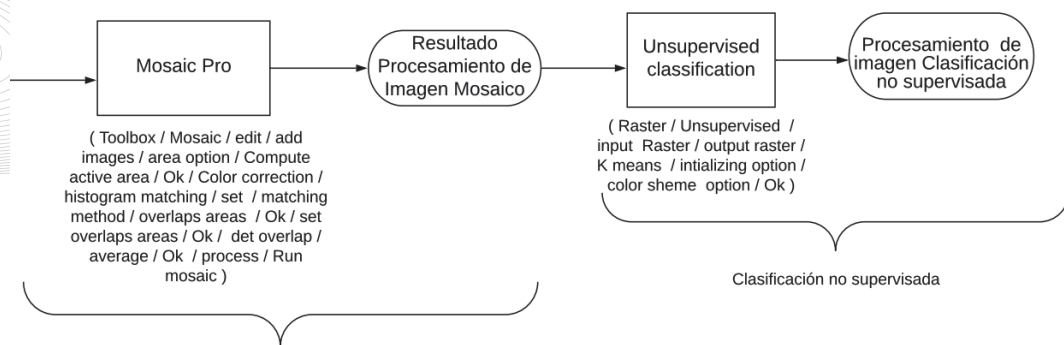 Mosaic Pro
Resultado
Procesamiento de
Imagen Mosaico
Unsupervised
classification
Procesamiento de
imagen Clasificación
no supervisada
( Toolbox / Mosaic / edit / add
images / area option / Compute
active area / Ok / Color correction /
histogram matching / set / matching
method / overlaps areas / Ok / set
overlaps areas / Ok / det overlap /
average / Ok / process / Run
mosaic )
( Raster / Unsupervised /
input Raster / output raster /
K means / intializing option /
color sheme option / Ok )
Clasificación no supervisada